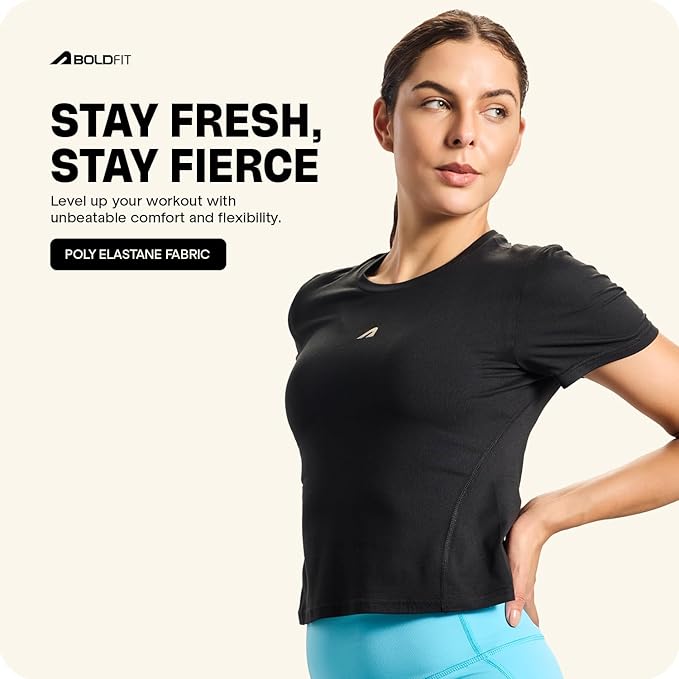 BOLDFIT
STAY FRESH,
STAY FIERCE
Level up your workout with
unbeatable comfort and flexibility.
POLY ELASTANE FABRIC